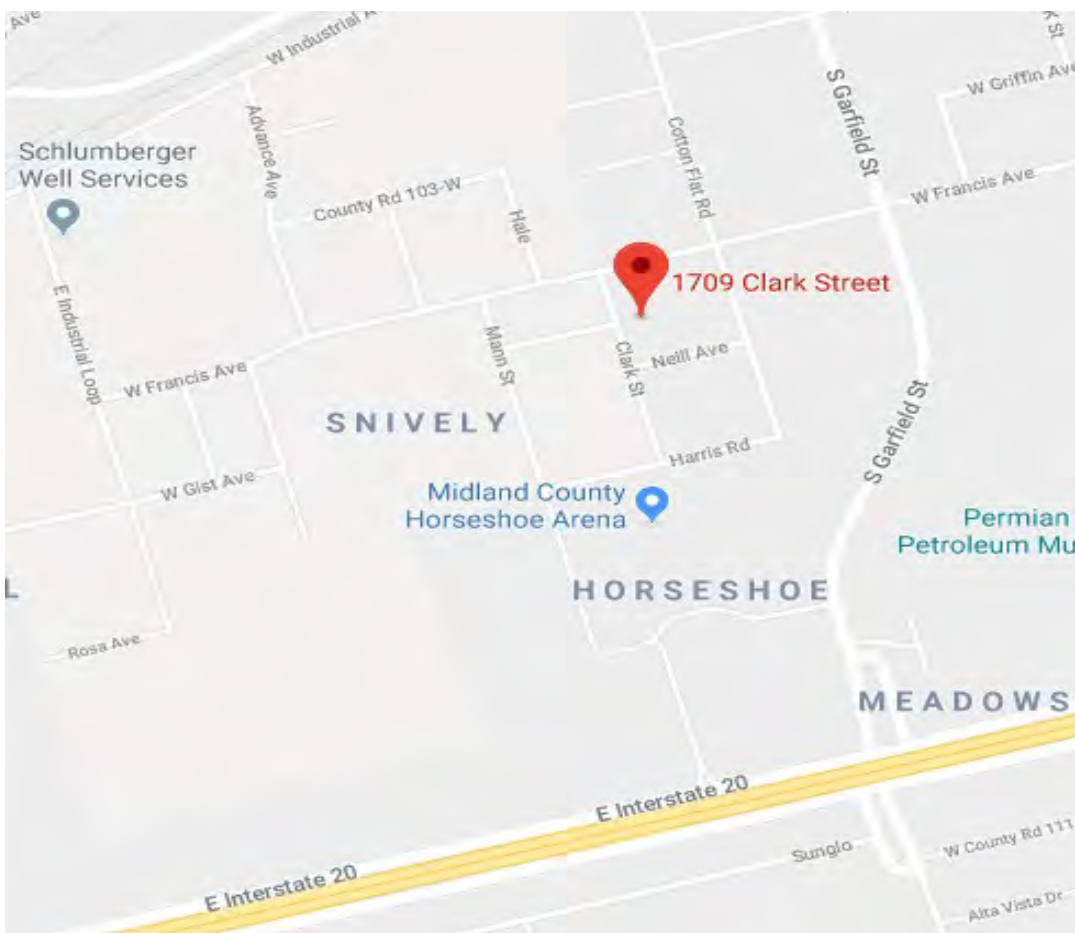 Ave
W Industrial A
K St
S Garfield St
W Griffin Ave
Advance Ave
Schlumberger
Well Services
Cotton Flat Rd
County Rd 103-W
W Francis Ave
Hale
1709 Clark Street
E Industrial Loop
Mann St
Clark St
Neill Ave
W Francis Ave
SNIVELY
S Garfield St
Harris Rd
W Gist Ave
Midland County
Horseshoe Arena
Permian
Petroleum Mu
L
HORSESHOE
Rosa Ave
MEADOWS
E Interstate 20
Sunglo
W County Rd 111
E Interstate 20
Alta Vista Dr